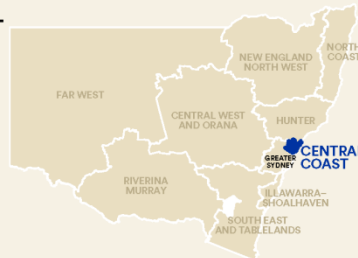 NEW ENGLAND
NORTH WEST
NORTH
COAST
FAR WEST
CENTRAL WEST
AND ORANA
HUNTER
GREATER
SYDNEY
CENTRAL
COAST
RIVERINA
MURRAY
ILLAWARRA–
SHOALHAVEN
SOUTH EAST
AND TABLELANDS